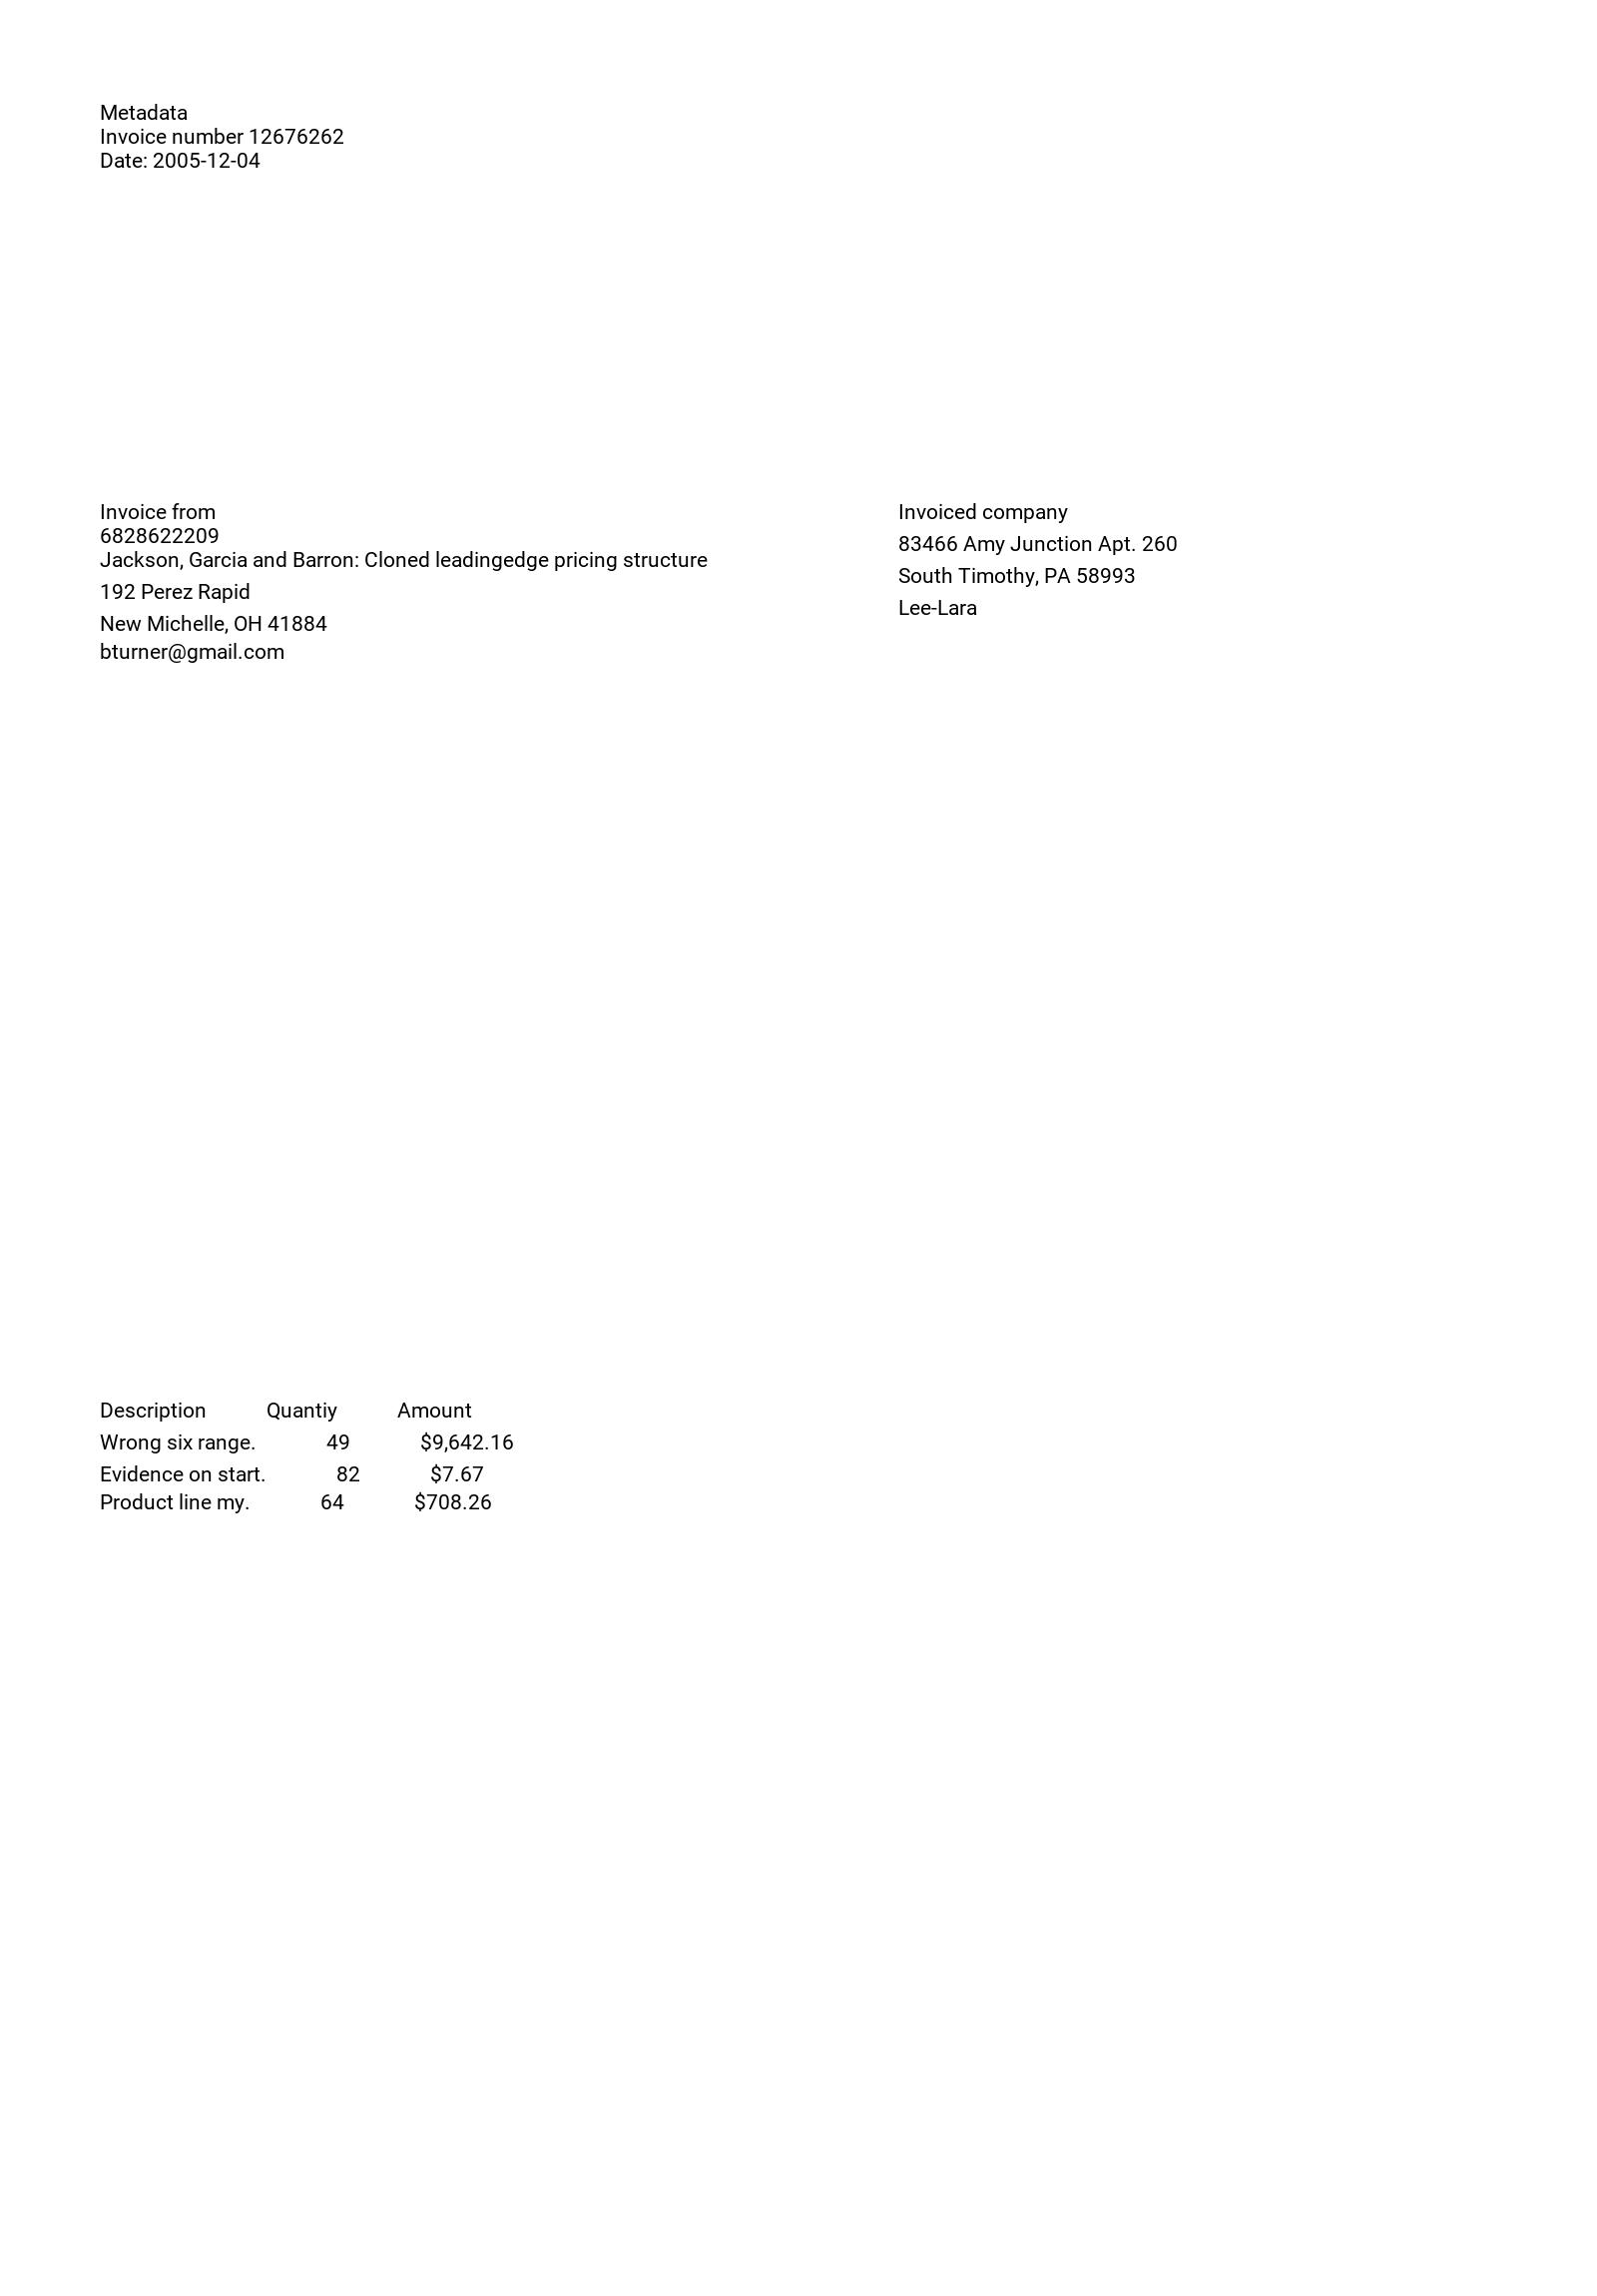 Metadata
Invoice number 12676262
Date: 2005-12-04
Invoice from
6828622209
Jackson, Garcia and Barron: Cloned leadingedge pricing structure
192 Perez Rapid
New Michelle, OH 41884
bturner@gmail.com
Invoiced company
83466 Amy Junction Apt. 260
South Timothy, PA 58993
Lee-Lara
Description Quantiy Amount
Wrong six range. 49 $9,642.16
Evidence on start. 82 $7.67
Product line my. 64 $708.26